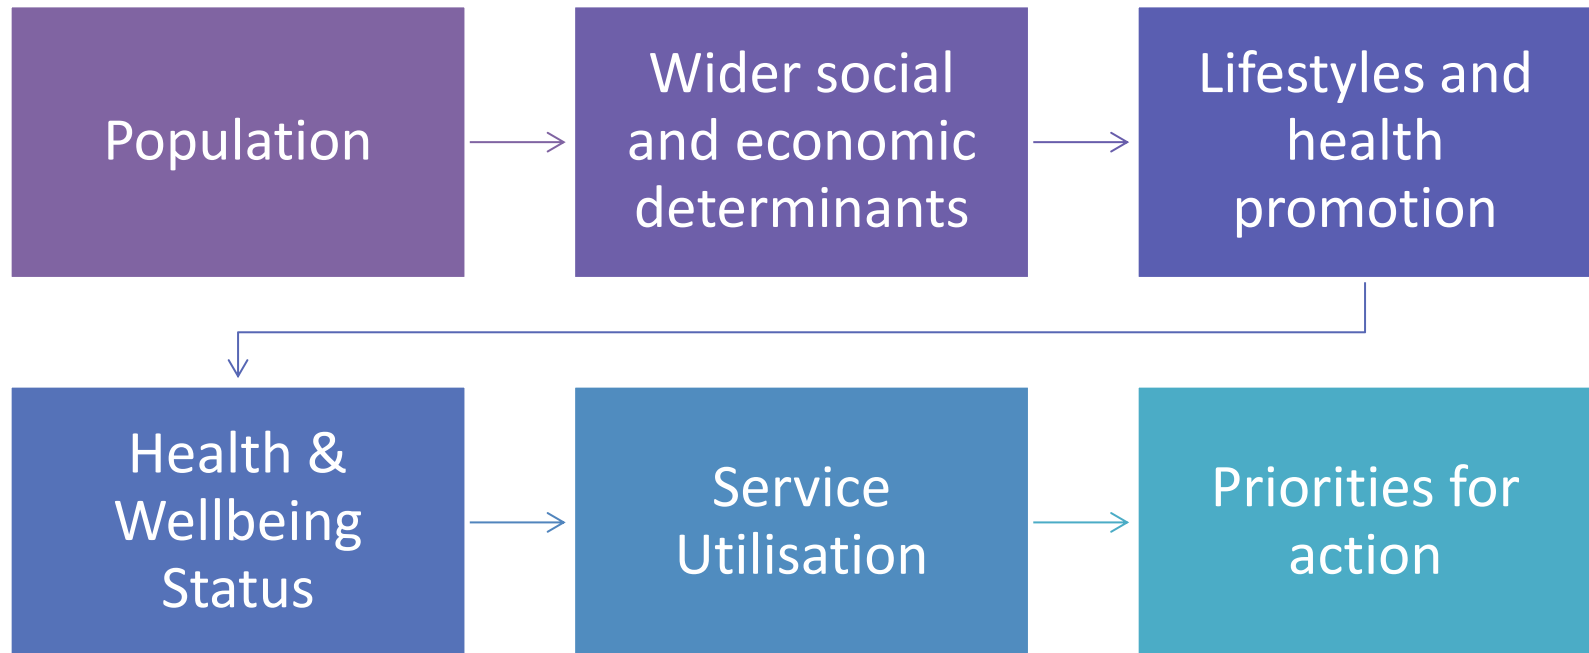 Population
Wider social
and economic
determinants
Lifestyles and
health
promotion
Health &
Wellbeing
Status
Service
Utilisation
Priorities for
action